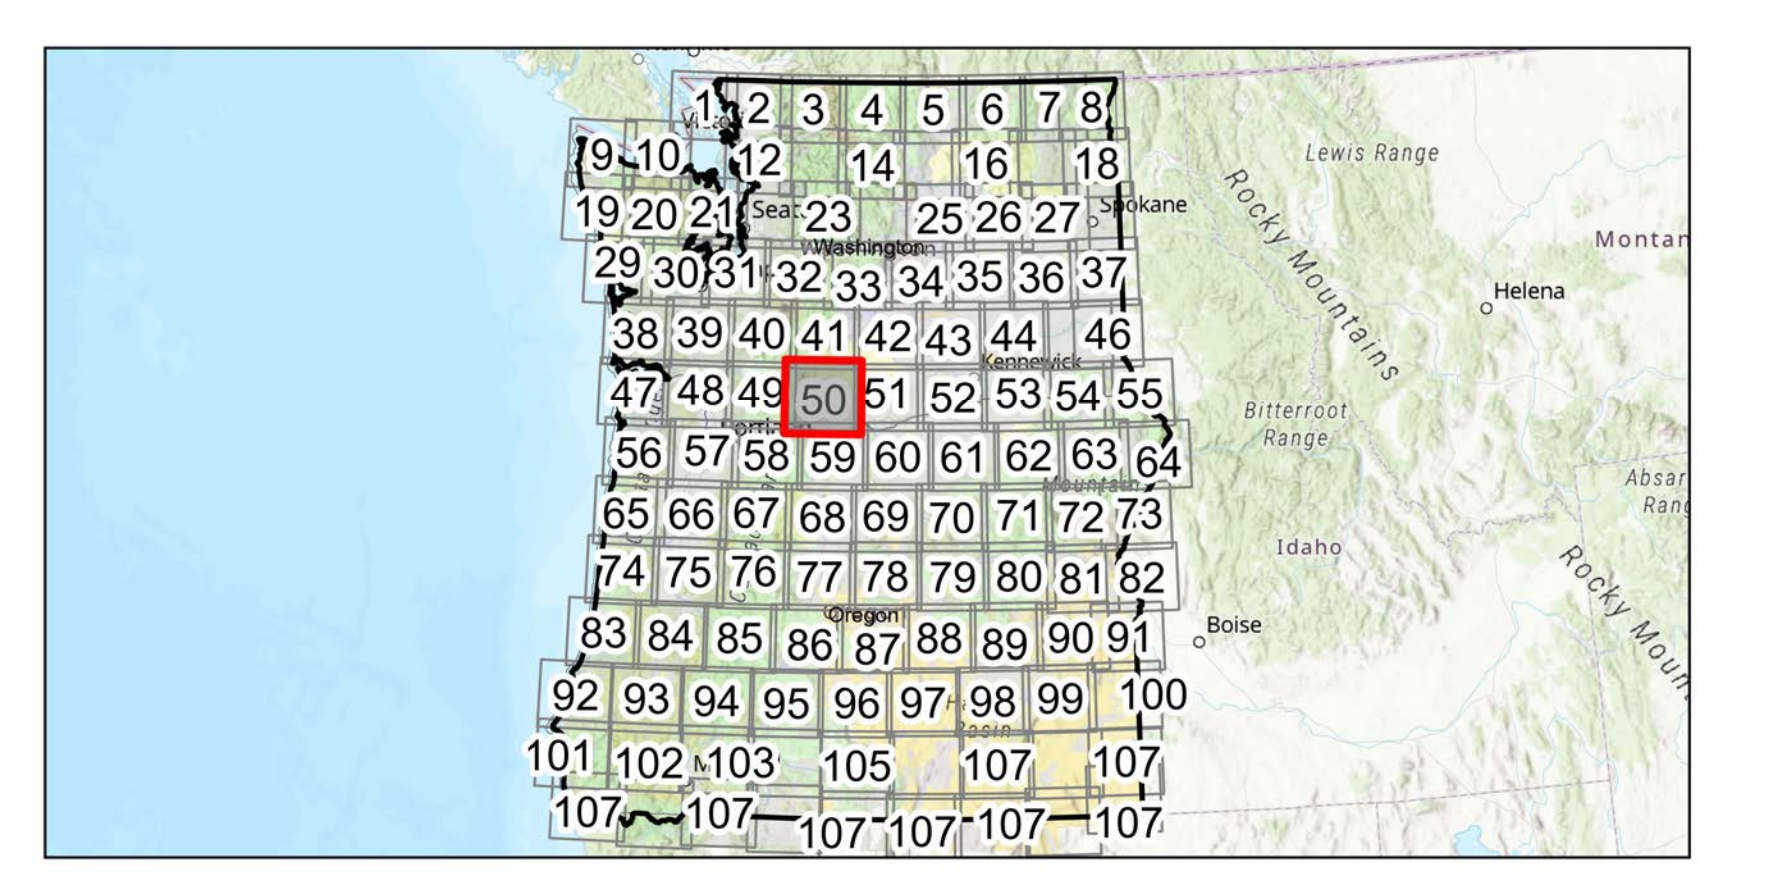 1 2 3 4 5 6 7 8
9 10 12 14 16 18
Lewis Range
19 20 21 23 25 26 27
Spokane
Rocky Mountains
Washington
Montan
29 30 31 32 33 34 35 36 37
Helena
38 39 40 41 42 43 44 46
Kennewick
47 48 49 50 51 52 53 54 55
Bitterroot
Range
56 57 58 59 60 61 62 63 64
Mountain
Absar
Rang
65 66 67 68 69 70 71 72 73
Idaho
74 75 76 77 78 79 80 81 82
Rocky Moun
Oregon
Boise
83 84 85 86 87 88 89 90 91
92 93 94 95 96 97 98 99 100
Basin
101 102 103 105 107 107
107 107 107 107 107 107